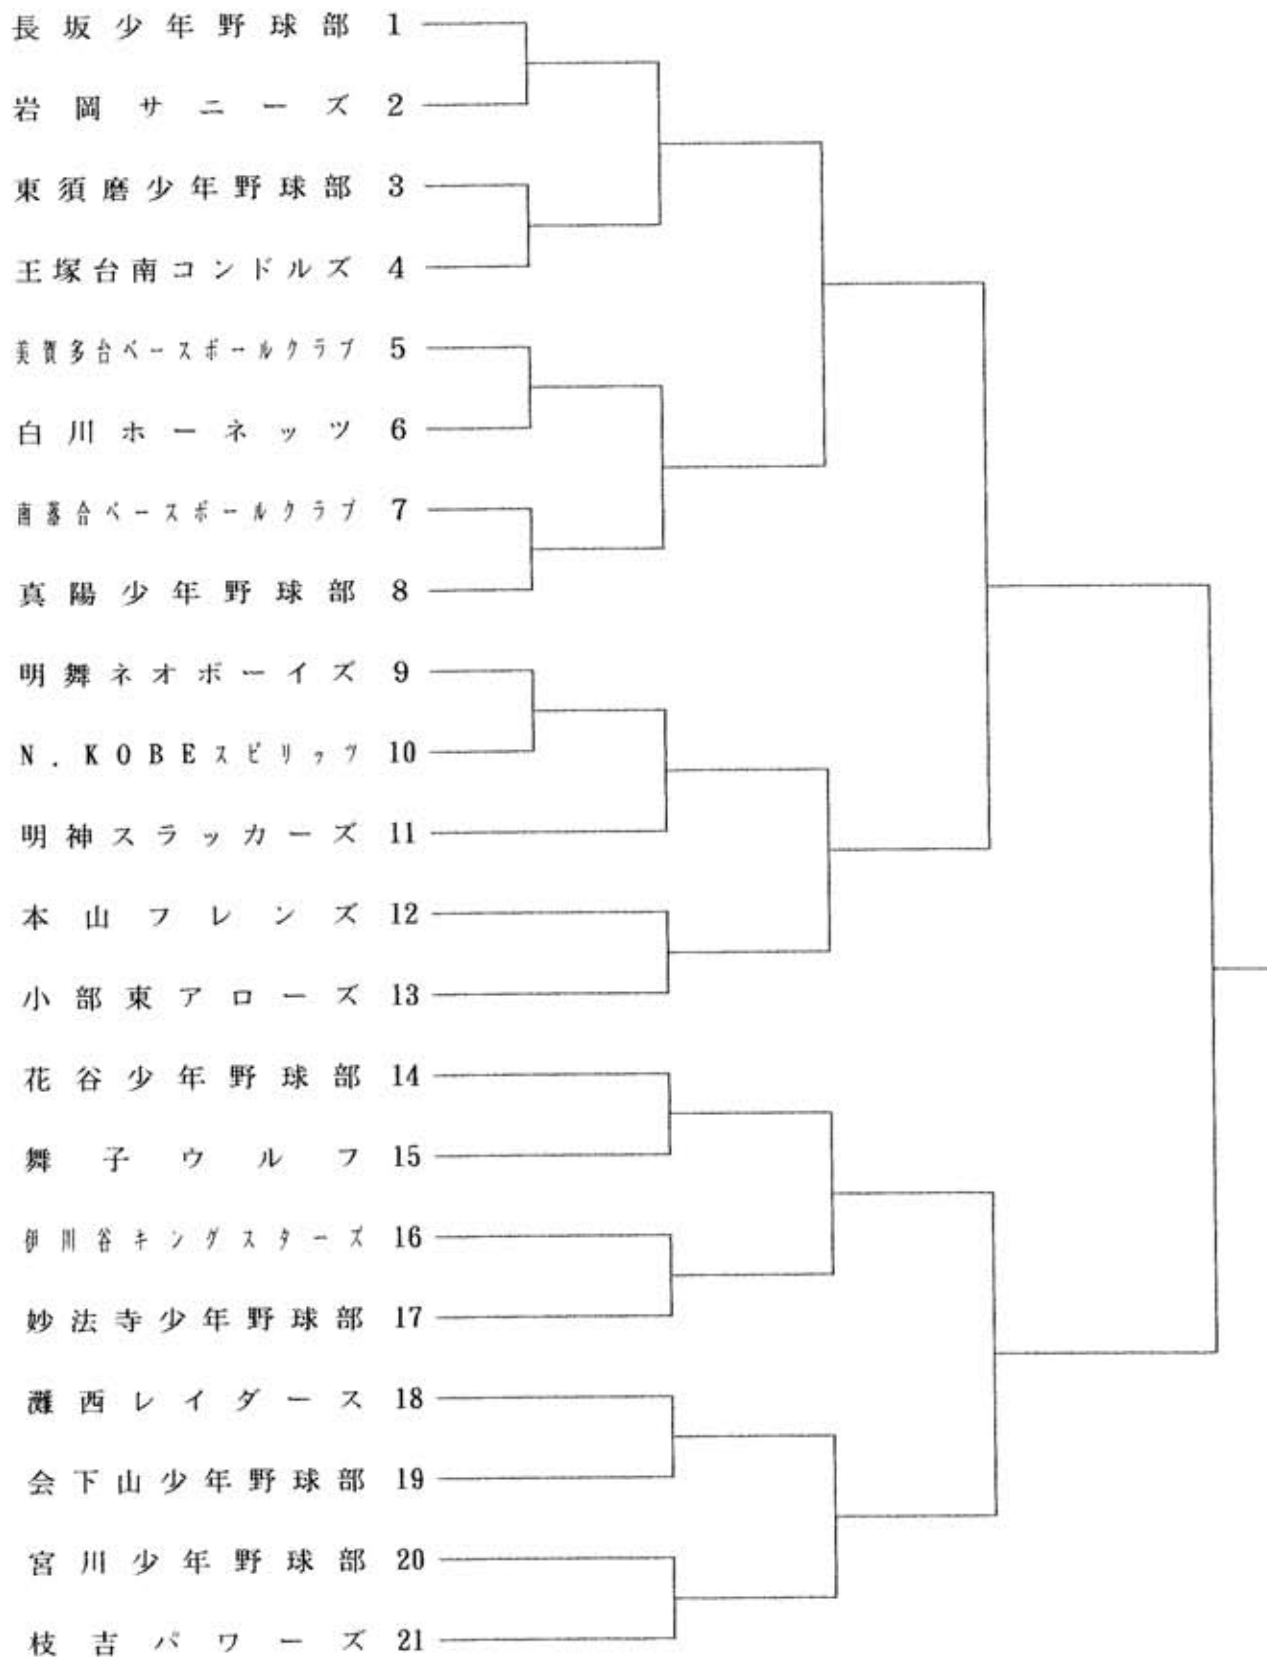 長坂少年野球部 1
岩岡サニーズ 2
東須磨少年野球部 3
王塚台南コンドルズ 4
美賀多台ベースボールクラブ 5
白川ホーネッツ 6
南落合ベースボールクラブ 7
真陽少年野球部 8
明舞ネオボーイズ 9
N.KOBEスピリッツ 10
明神スラッカーズ 11
本山フレンズ 12
小部東アローズ 13
花谷少年野球部 14
舞子ウルフ 15
伊川谷キングスターズ 16
妙法寺少年野球部 17
灘西レイダース 18
会下山少年野球部 19
宮川少年野球部 20
枝吉パワーズ 21